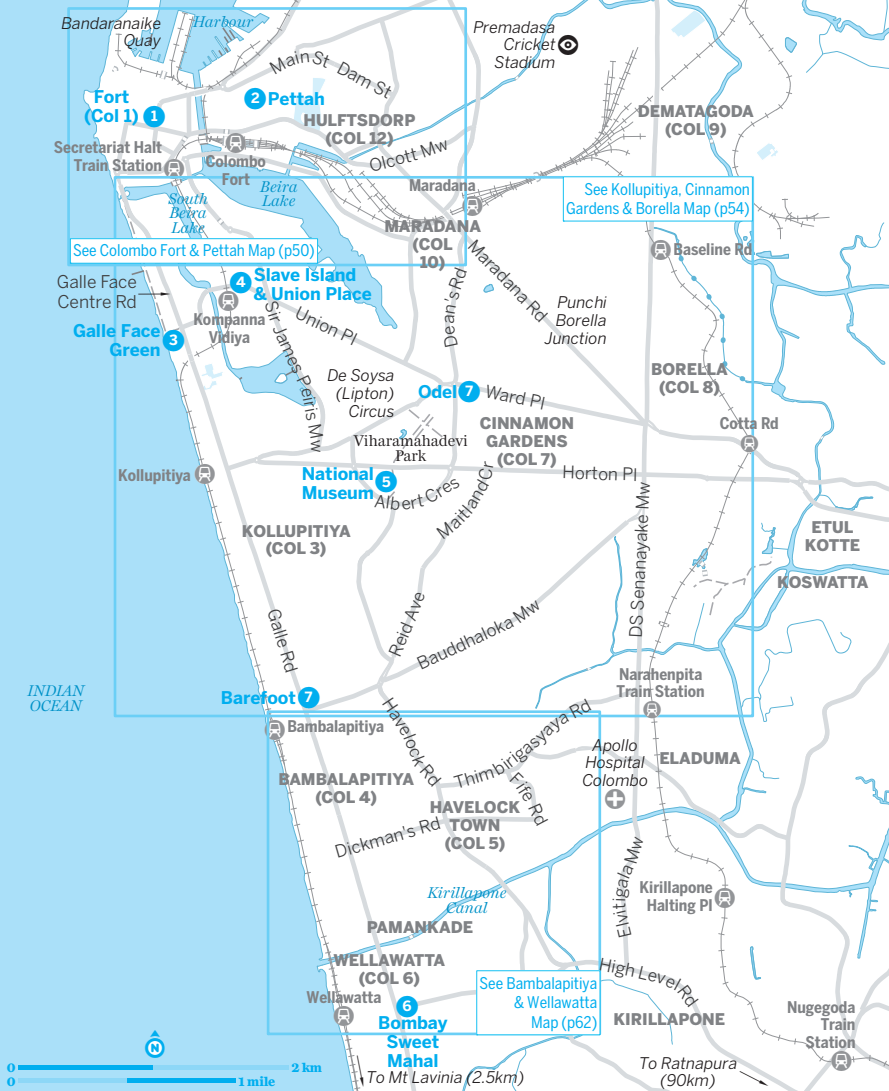 Bandaranaike
Quay
Harbour
Premadasa
Cricket
Stadium
Main St
Dam St
Fort
(Col 1)
1
2
Pettah
HULFTSDORP
(COL 12)
DEMATAGODA
(COL 9)
Secretariat Halt
Train Station
Colombo
Fort
Olcott Mw
Maradana
South
Beira
Lake
Beira
Lake
See Kollupitiya, Cinnamon
Gardens & Borella Map (p54)
MARADANA
(COL
10)
See Colombo Fort & Pettah Map (p50)
Baseline Rd
Galle Face
Centre Rd
4
Slave Island
& Union Place
Kompanna
Vidiya
Dean's Rd
Maradana Rd
Punchi
Borella
Junction
Galle Face
Green
3
Sir James Peiris Mw
Union Pl
De Soysa
(Lipton)
Circus
Odel
7
Ward Pl
BORELLA
(COL 8)
CINNAMON
GARDENS
(COL 7)
Cotta Rd
Viharamahadevi
Park
Kollupitiya
National
Museum
5
Albert Cres
Maitland Cr
Horton Pl
KOLLUPITIYA
(COL 3)
DS Senanayake Mw
ETUL
KOTTE
KOSWATTA
Galle Rd
Reid Ave
Bauddhaloka Mw
INDIAN
OCEAN
Barefoot
7
Narahenpita
Train Station
Bambalapitiya
Havelock Rd
Thimbirigasyaya Rd
Apollo
Hospital
Colombo
ELADUMA
BAMBALAPITIYA
(COL 4)
Fife Rd
HAVELOCK
TOWN
(COL 5)
Dickman's Rd
Elvitigala Mw
Kirillapone
Canal
Kirillapone
Halting Pl
PAMANKADE
WELLAWATTA
(COL 6)
High Level Rd
Wellawatta
6
Bombay
Sweet
Mahal
See Bambalapitiya
& Wellawatta
Map (p62)
KIRILLAPONE
Nugegoda
Train
Station
N
0
2 km
0
1 mile
To Mt Lavinia (2.5km)
To Ratnapura
(90km)